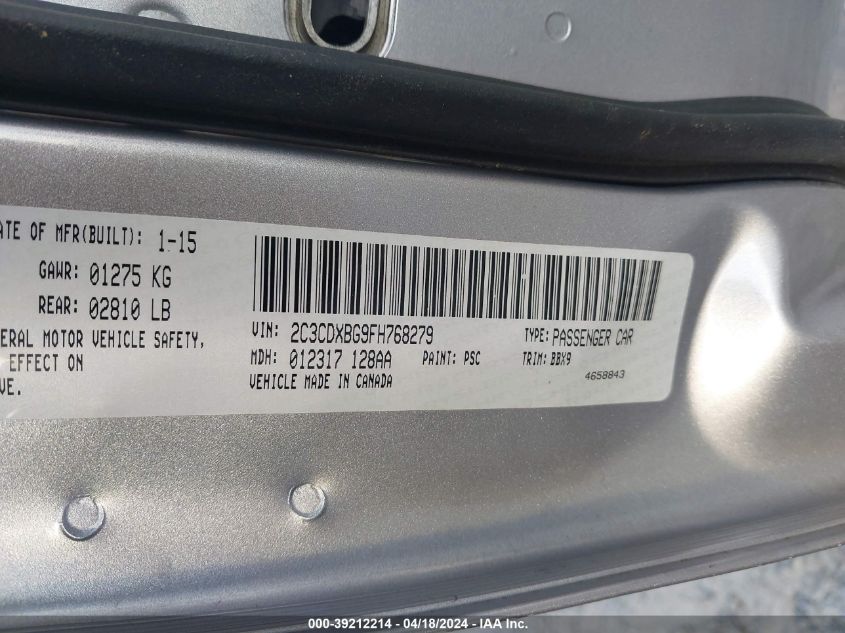 ATE OF MFR(BUILT): 1-15
GAWR: 01275 KG
REAR: 02810 LB
ERAL MOTOR VEHICLE SAFETY,
EFFECT ON
VE.
VIN: 2C3CDXBG9FH768279
TYPE: PASSENGER CAR
MDH: 012317 128AA PAINT: PSC TRIM: BBX9
VEHICLE MADE IN CANADA
4658843
000-39212214 - 04/18/2024 - IAA Inc.